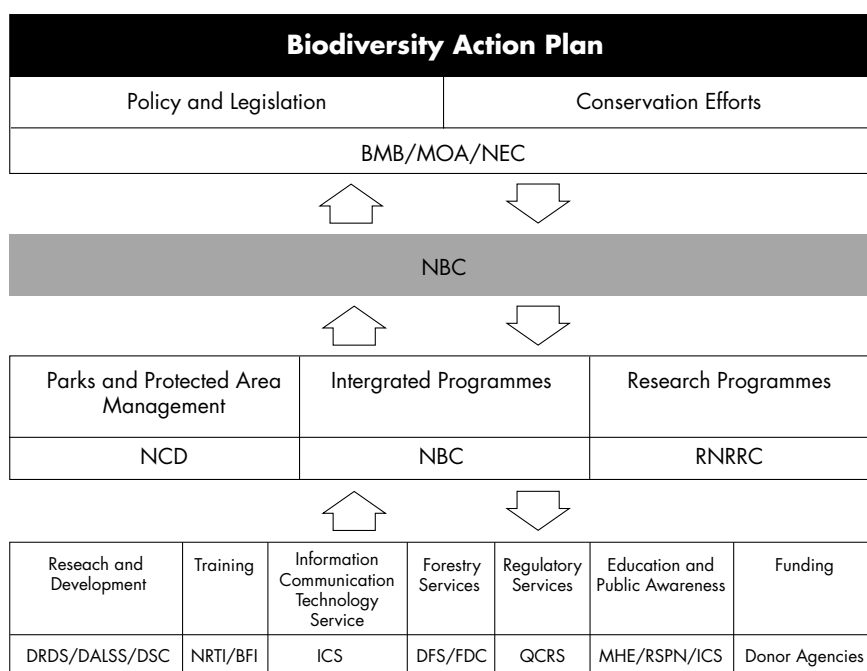 Biodiversity Action Plan
Policy and Legislation
Conservation Efforts
BMB/MOA/NEC
NBC
Parks and Protected Area
Management
Intergrated Programmes
Research Programmes
NCD
NBC
RNRRC
Reseach and
Development
Training
Information
Communication
Technology
Service
Forestry
Services
Regulatory
Services
Education and
Public Awareness
Funding
DRDS/DALSS/DSC
NRTI/BFI
ICS
DFS/FDC
QCRS
MHE/RSPN/ICS
Donor Agencies